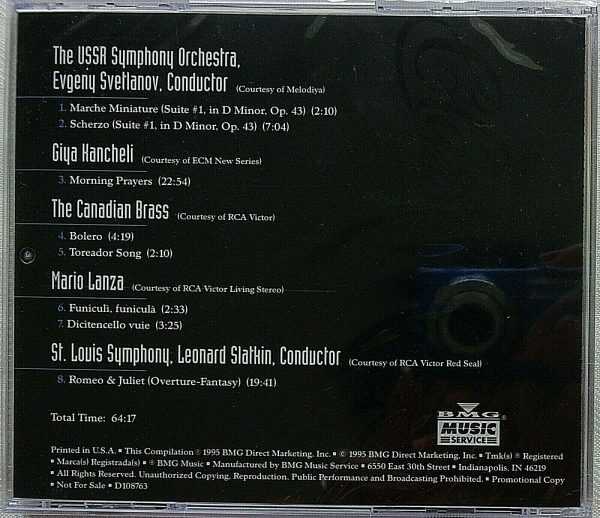 The USSR Symphony Orchestra,
Evgeny Svetlanov, Conductor (Courtesy of Melodiya)
1. Marche Miniature (Suite #1, in D Minor, Op. 43) (2:10)
2. Scherzo (Suite #1, in D Minor, Op. 43) (7:04)
Giya Kancheli (Courtesy of ECM New Series)
3. Morning Prayers (22:54)
The Canadian Brass (Courtesy of RCA Victor)
4. Bolero (4:19)
5. Toreador Song (2:10)
Mario Lanza (Courtesy of RCA Victor Living Stereo)
6. Funiculì, funiculà (2:33)
7. Dicitencello vuie (3:25)
St. Louis Symphony, Leonard Slatkin, Conductor (Courtesy of RCA Victor Red Seal)
8. Romeo & Juliet (Overture-Fantasy) (19:41)
Total Time: 64:17
BMG
MUSIC
SERVICE®
Printed in U.S.A. ▪ This Compilation ℗ 1995 BMG Direct Marketing, Inc. ▪ © 1995 BMG Direct Marketing, Inc. ▪ Tmk(s) ® Registered
Marca(s) Registrada(s) ▪ ® BMG Music ▪ Manufactured by BMG Music Service ▪ 6550 East 30th Street ▪ Indianapolis, IN 46219
▪ All Rights Reserved. Unauthorized Copying, Reproduction, Public Performance and Broadcasting Prohibited. ▪ Promotional Copy
▪ Not For Sale ▪ D108763